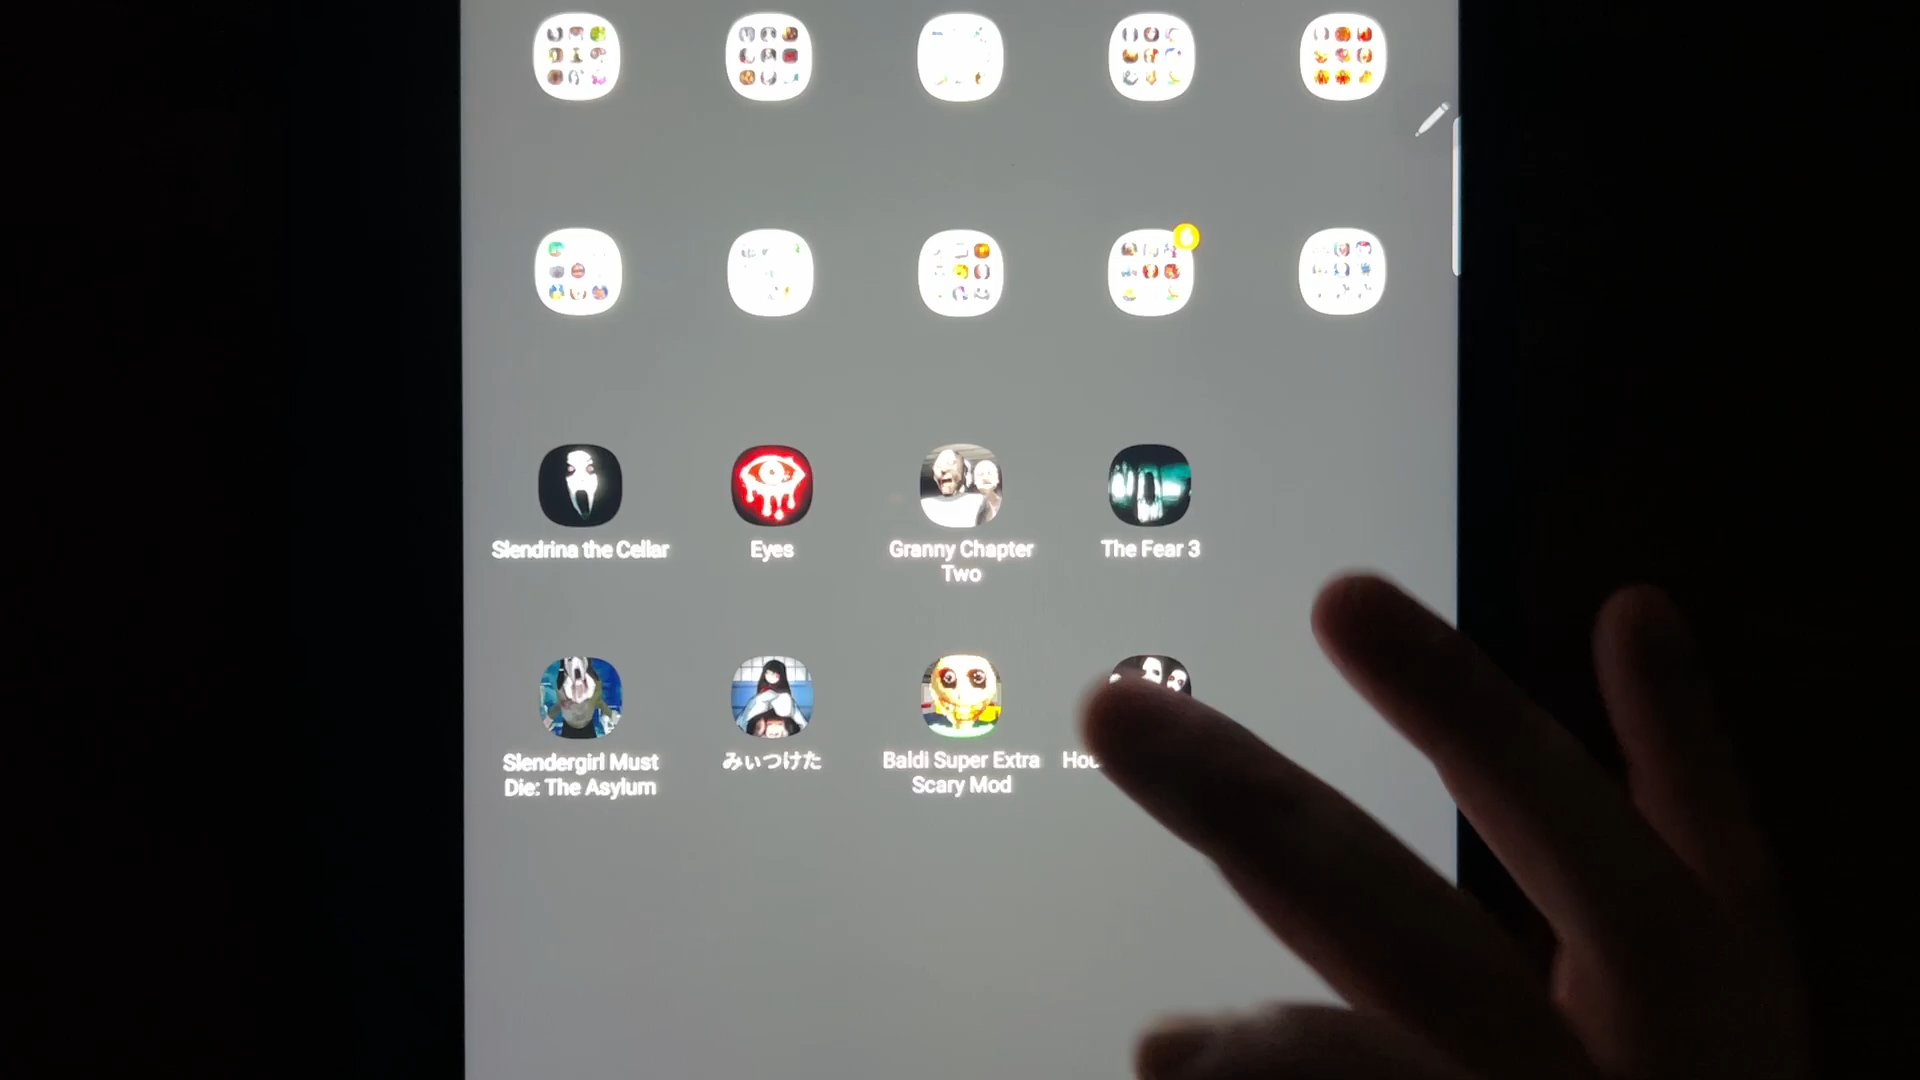 Slendrina the Cellar
Eyes
Granny Chapter
Two
The Fear 3
Slendergirl Must
Die: The Asylum
みぃつけた
Baldi Super Extra
Scary Mod